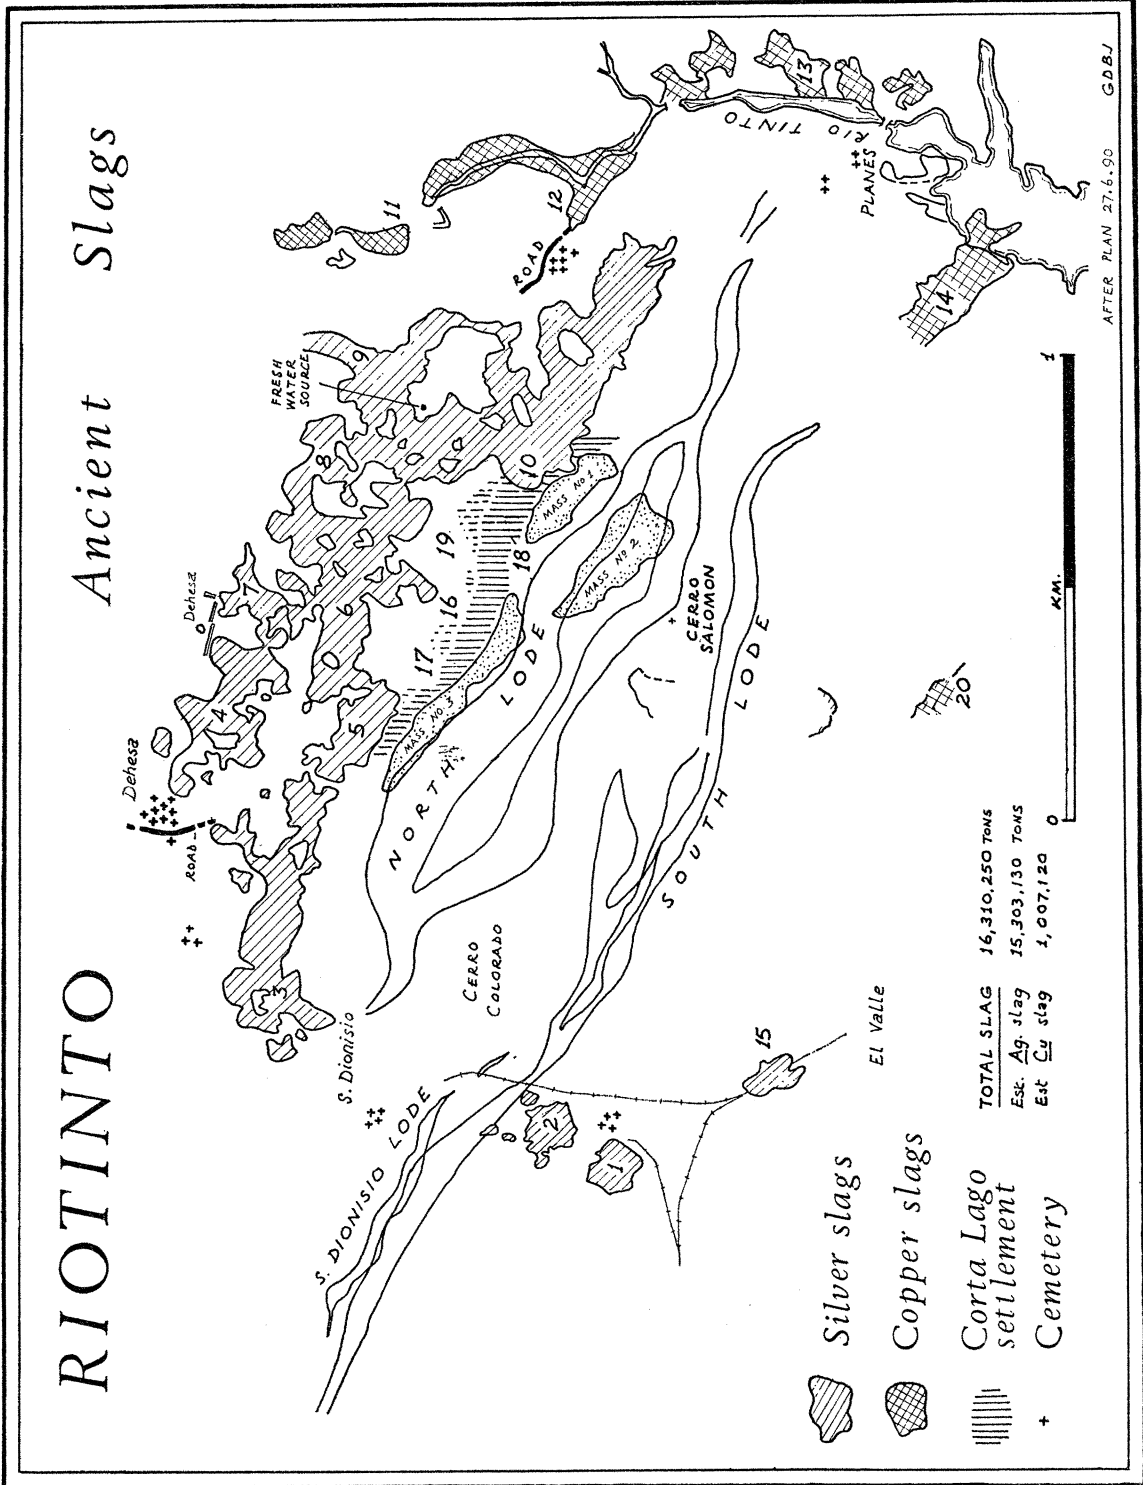 RIOTINTO Ancient Slags
Dehesa
ROAD
Dehesa
FRESH
WATER
SOURCE
3
4
5
6
7
8
9
10
11
12
13
14
15
16
17
18
19
20
1
2
ROAD
RIO TINTO
PLANES
MASS No 1
MASS No 2
MASS No. 3
NORTH LODE
SOUTH LODE
CERRO
SALOMON
CERRO
COLORADO
S. Dionisio
S. DIONISIO LODE
El Valle
Silver slags
Copper slags
Corta Lago
setilement
Cemetery
TOTAL SLAG 16,310,250 TONS
Est. Ag. slag 15,303,130 TONS
Est Cu slag 1,007,120
0 KM. 1
AFTER PLAN 27.6.90 GDBJ